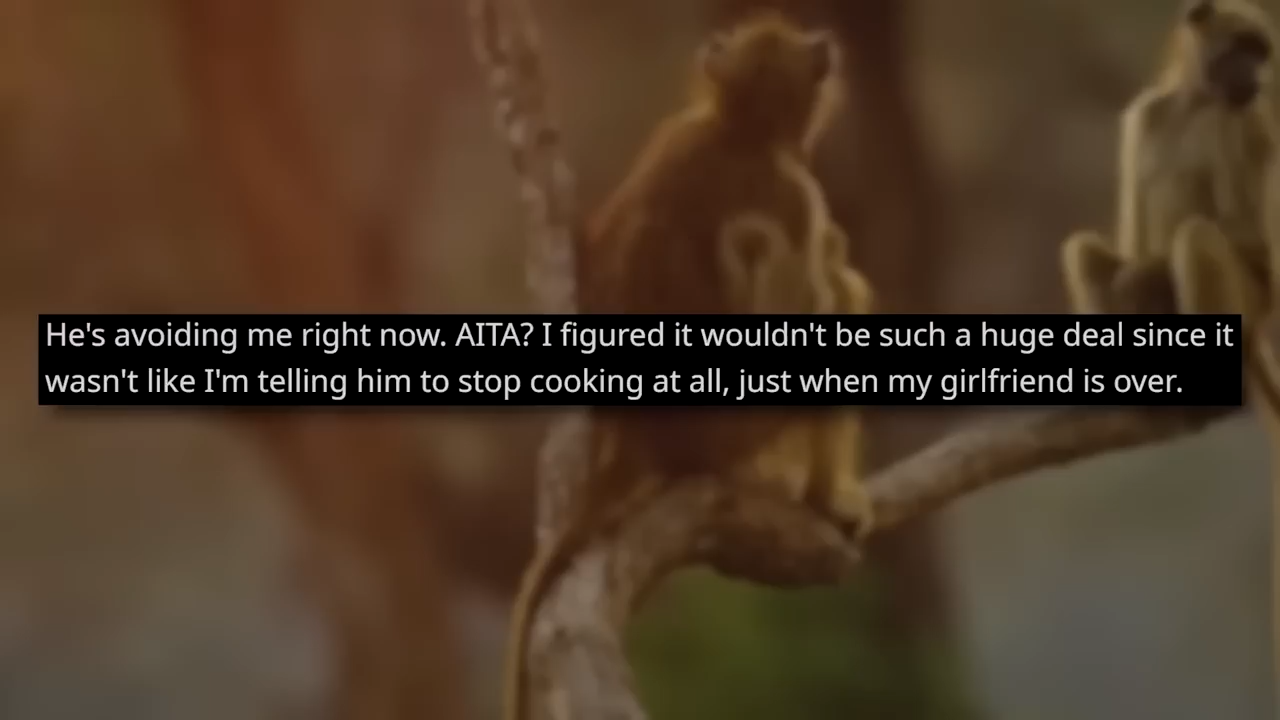 He's avoiding me right now. AITA? I figured it wouldn't be such a huge deal since it
wasn't like I'm telling him to stop cooking at all, just when my girlfriend is over.